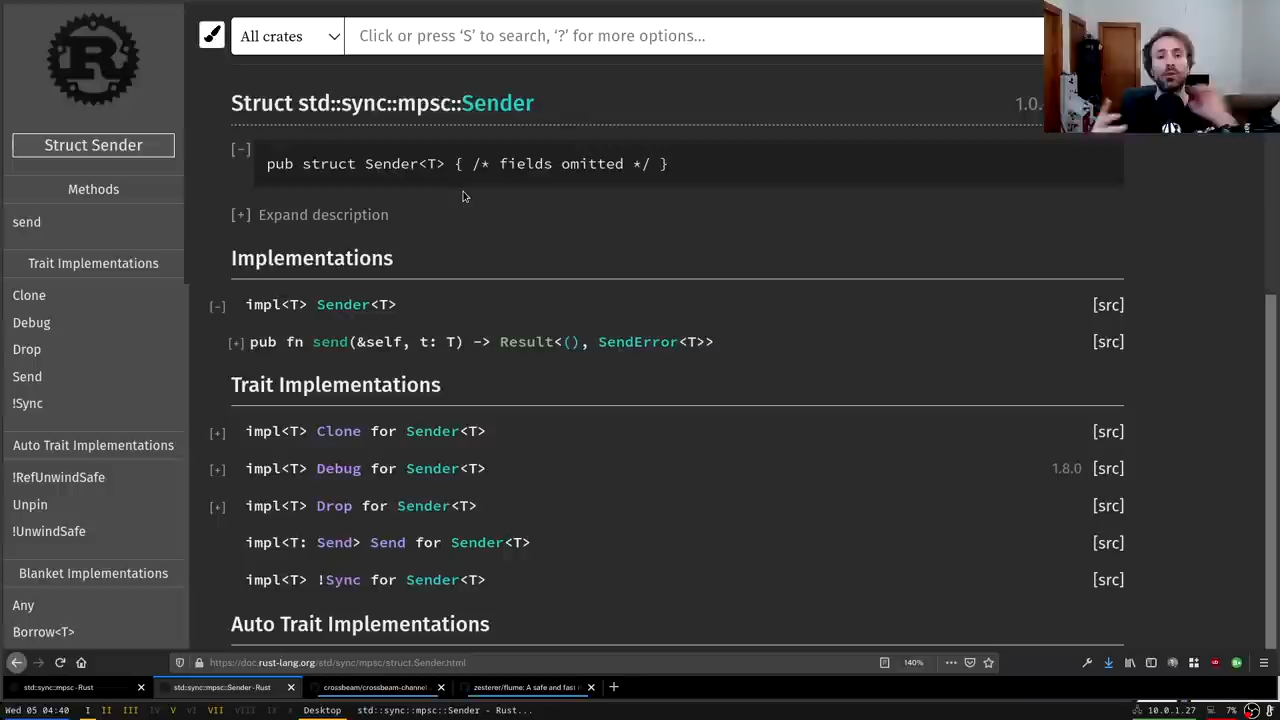 All crates
Click or press ‘S’ to search, ‘?’ for more options…
Struct std::sync::mpsc::Sender
1.0.
[-]
pub struct Sender<T> { /* fields omitted */ }
[+] Expand description
Implementations
[-] impl<T> Sender<T> [src]
[+] pub fn send(&self, t: T) -> Result<(), SendError<T>> [src]
Trait Implementations
[+] impl<T> Clone for Sender<T> [src]
[+] impl<T> Debug for Sender<T> 1.8.0 [src]
[+] impl<T> Drop for Sender<T> [src]
impl<T: Send> Send for Sender<T> [src]
impl<T> !Sync for Sender<T> [src]
Auto Trait Implementations
R
Struct Sender
Methods
send
Trait Implementations
Clone
Debug
Drop
Send
!Sync
Auto Trait Implementations
!RefUnwindSafe
Unpin
!UnwindSafe
Blanket Implementations
Any
Borrow<T>
https://doc.rust-lang.org/std/sync/mpsc/struct.Sender.html
140%
std::sync::mpsc - Rust
std::sync::mpsc::Sender - Rust
crossbeam/crossbeam-channel
zesterer/flume: A safe and fast
Wed 05 04:40 I II III IV V VI VII VIII IX X Desktop std::sync::mpsc::Sender - Rust... 10.0.1.27 7%